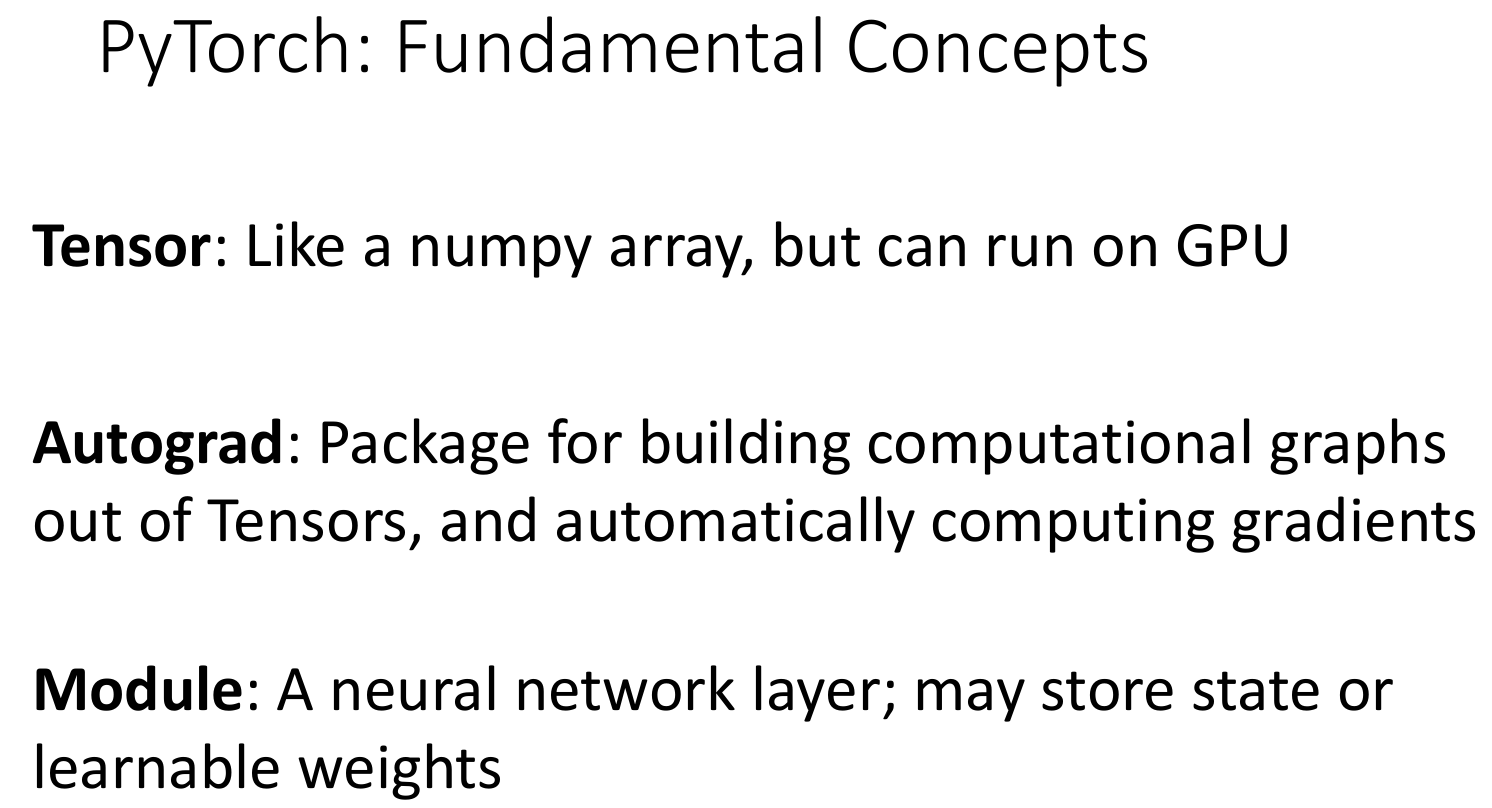 PyTorch: Fundamental Concepts
Tensor: Like a numpy array, but can run on GPU
Autograd: Package for building computational graphs
out of Tensors, and automatically computing gradients
Module: A neural network layer; may store state or
learnable weights